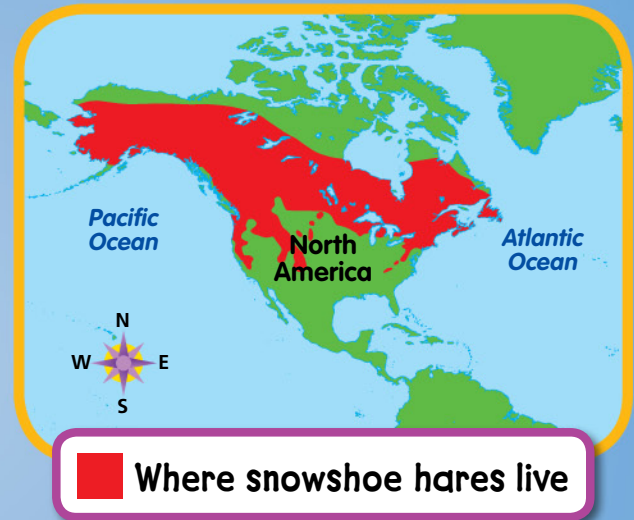 Pacific
Ocean
North
America
Atlantic
Ocean
N
W
E
S
Where snowshoe hares live